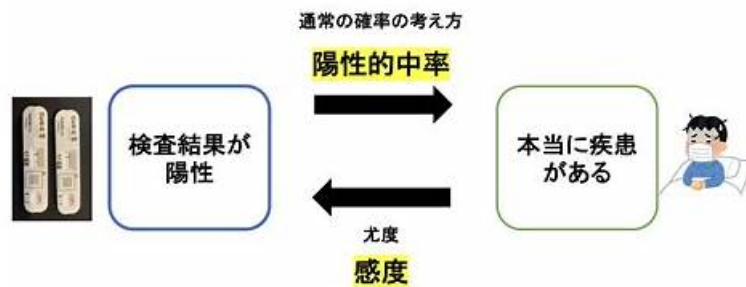 通常の確率の考え方
陽性的中率
検査結果が
陽性
本当に疾患
がある
尤度
感度